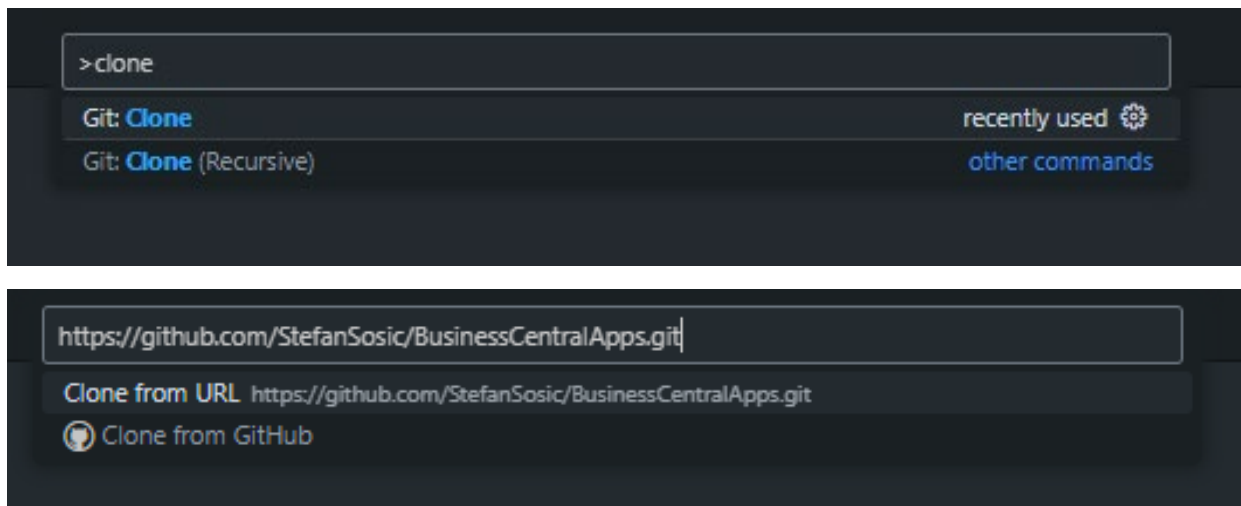 >clone
Git: Clone recently used
Git: Clone (Recursive) other commands
https://github.com/StefanSosic/BusinessCentralApps.git
Clone from URL https://github.com/StefanSosic/BusinessCentralApps.git
Clone from GitHub